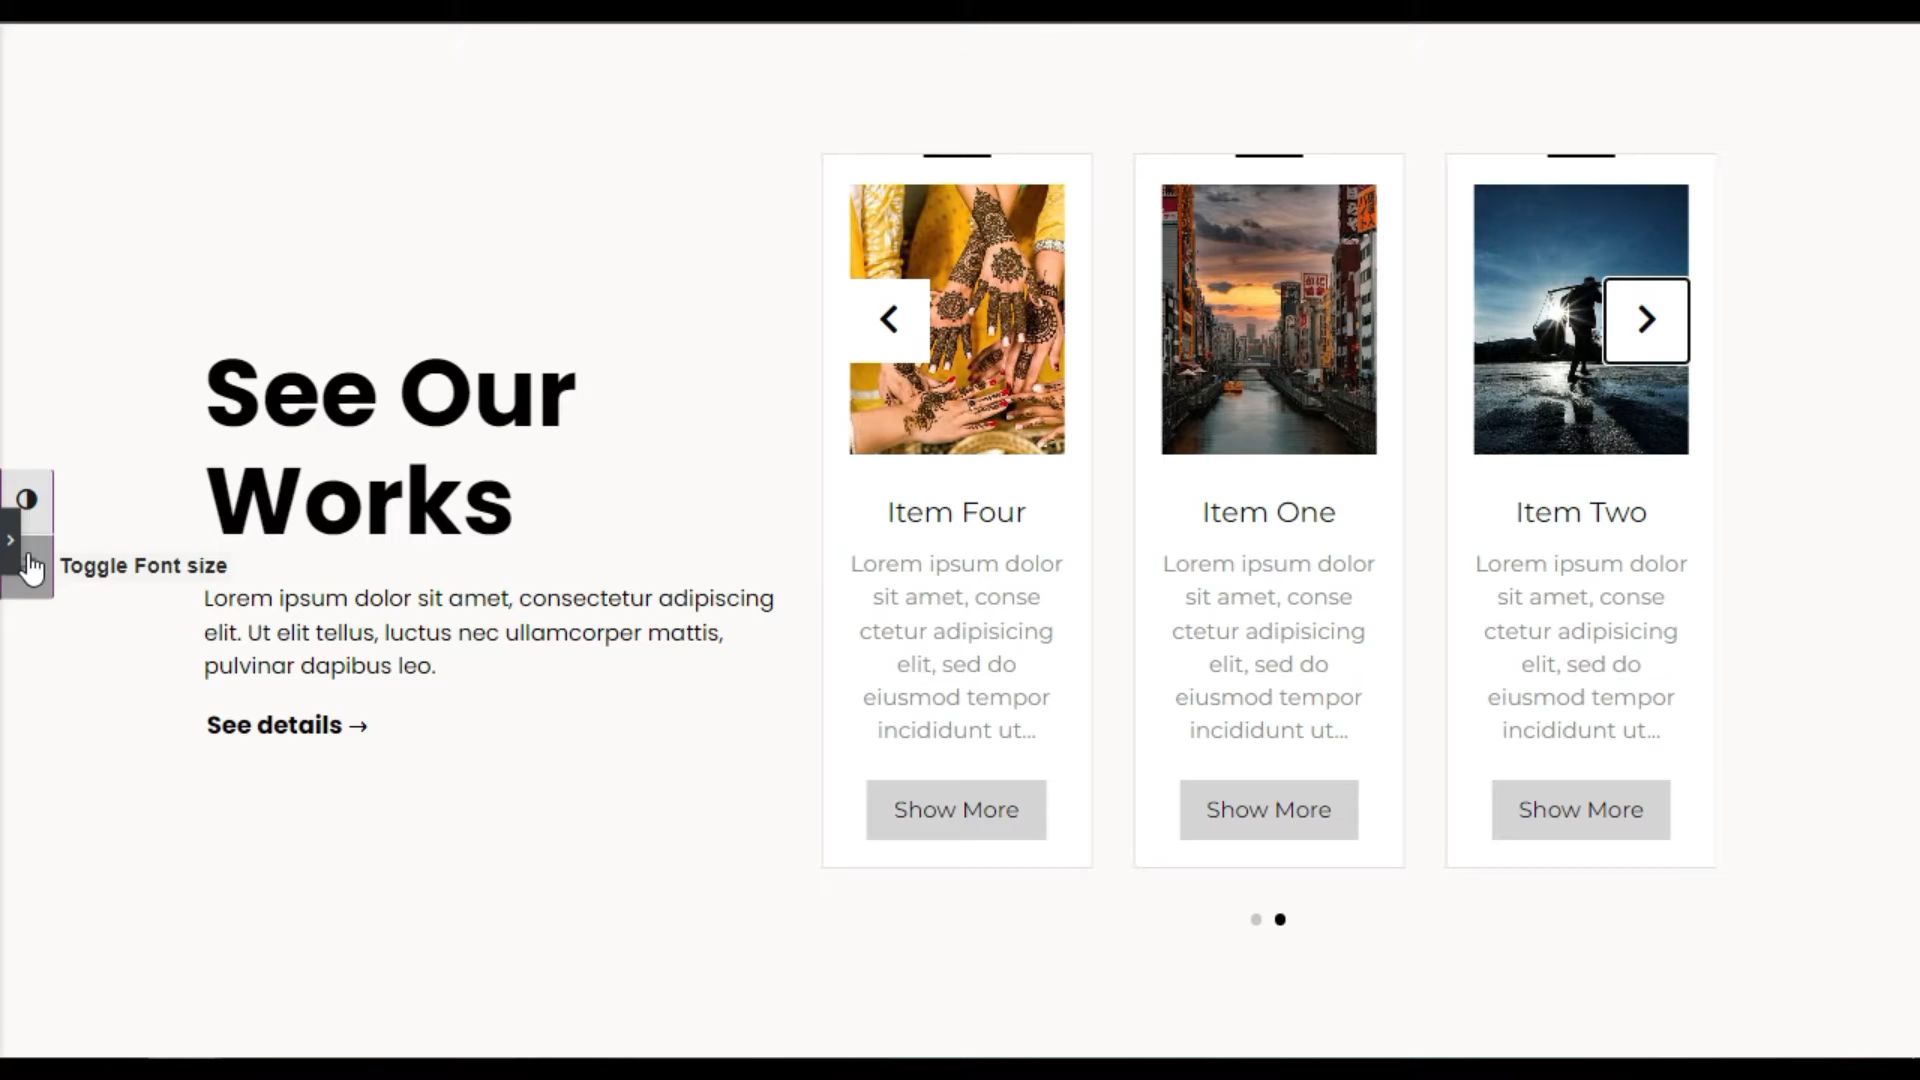 See Our
Works
Toggle Font size
Lorem ipsum dolor sit amet, consectetur adipiscing
elit. Ut elit tellus, luctus nec ullamcorper mattis,
pulvinar dapibus leo.
See details →
Item Four
Lorem ipsum dolor
sit amet, conse
ctetur adipisicing
elit, sed do
eiusmod tempor
incididunt ut...
Show More
Item One
Lorem ipsum dolor
sit amet, conse
ctetur adipisicing
elit, sed do
eiusmod tempor
incididunt ut...
Show More
Item Two
Lorem ipsum dolor
sit amet, conse
ctetur adipisicing
elit, sed do
eiusmod tempor
incididunt ut...
Show More